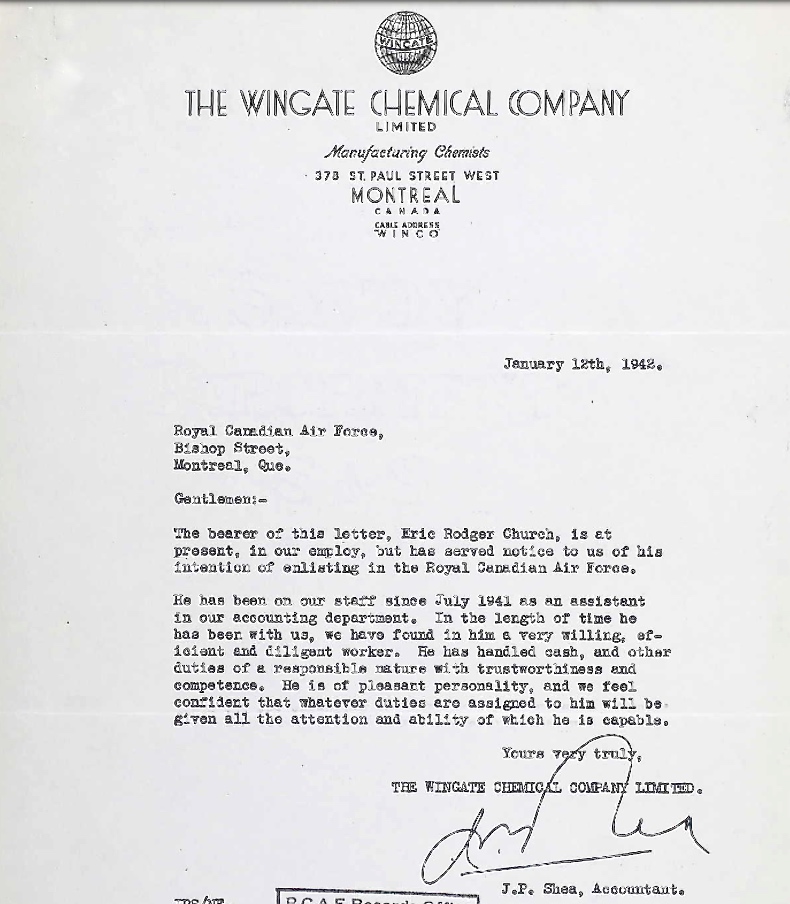 WINGATE
THE WINGATE CHEMICAL COMPANY
LIMITED
Manufacturing Chemists
378 ST. PAUL STREET WEST
MONTREAL
CANADA
CABLE ADDRESS
"WINCO"
January 12th, 1942.
Royal Canadian Air Force,
Bishop Street,
Montreal, Que.
Gentlemen:-
The bearer of this letter, Eric Rodger Church, is at
present, in our employ, but has served notice to us of his
intention of enlisting in the Royal Canadian Air Force.
He has been on our staff since July 1941 as an assistant
in our accounting department. In the length of time he
has been with us, we have found in him a very willing, ef-
icient and diligent worker. He has handled cash, and other
duties of a responsible nature with trustworthiness and
competence. He is of pleasant personality, and we feel
confident that whatever duties are assigned to him will be
given all the attention and ability of which he is capable.
Yours very truly,
THE WINGATE CHEMICAL COMPANY LIMITED.
J.P. Shea, Accountant.
R.C.A.F. Records